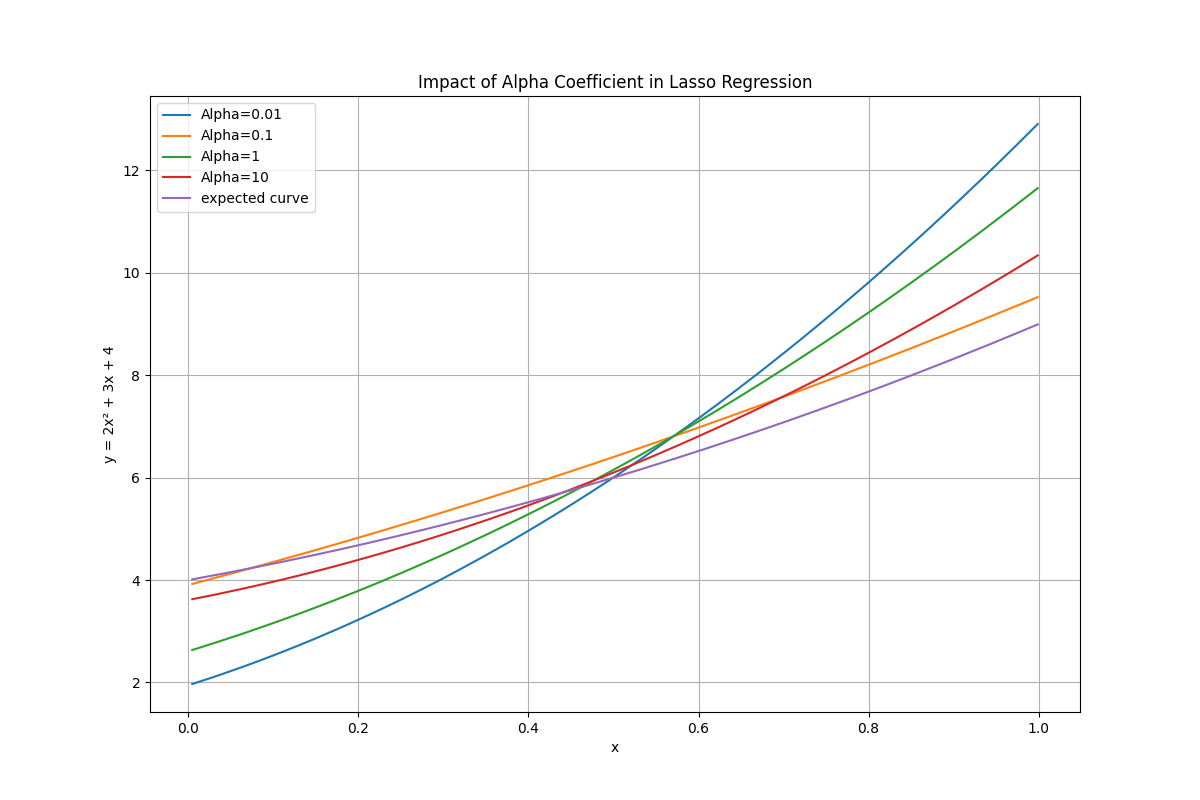 Impact of Alpha Coefficient in Lasso Regression
Alpha=0.01
Alpha=0.1
Alpha=1
Alpha=10
expected curve
12
10
8
6
4
2
y = 2x² + 3x + 4
0.0 0.2 0.4 0.6 0.8 1.0
x